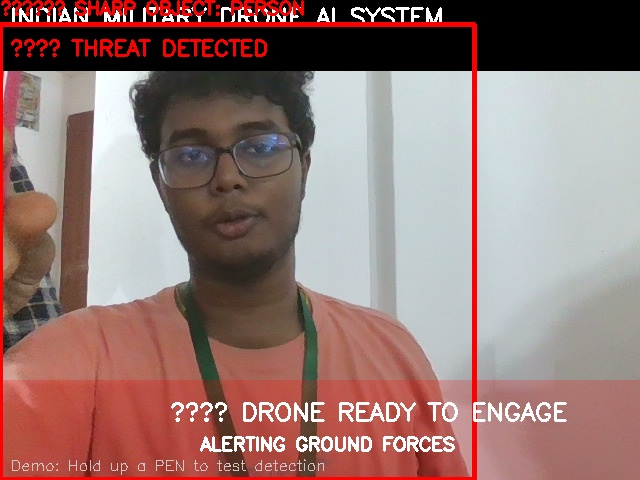 ?????? SHARP OBJECT: PERSON
INDIAN MILITARY DRONE AI SYSTEM
???? THREAT DETECTED
???? DRONE READY TO ENGAGE
ALERTING GROUND FORCES
Demo: Hold up a PEN to test detection